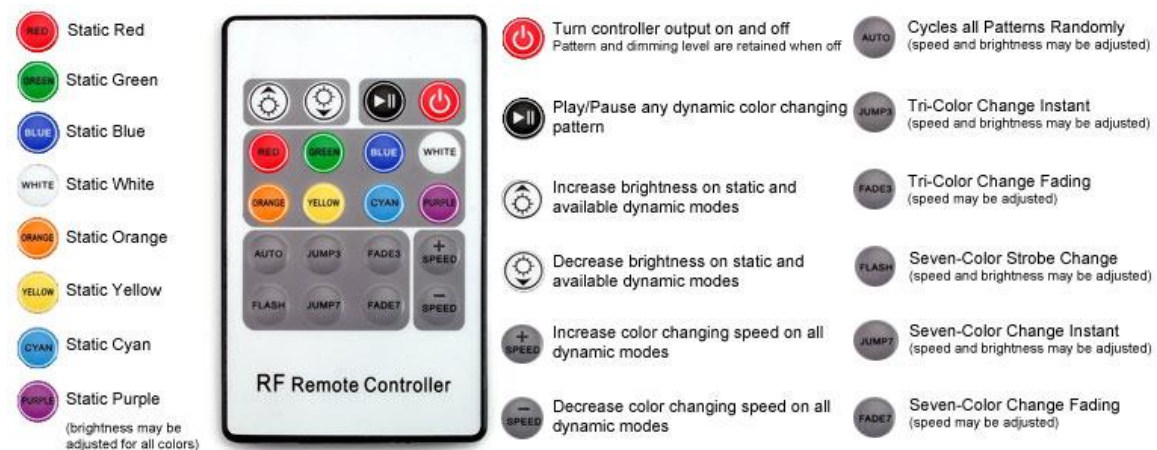 RED Static Red
GREEN Static Green
BLUE Static Blue
WHITE Static White
ORANGE Static Orange
YELLOW Static Yellow
CYAN Static Cyan
PURPLE Static Purple
(brightness may be
adjusted for all colors)
RED GREEN BLUE WHITE
ORANGE YELLOW CYAN PURPLE
AUTO JUMP3 FADE3 + SPEED
FLASH JUMP7 FADE7 − SPEED
RF Remote Controller
Turn controller output on and off
Pattern and dimming level are retained when off
Play/Pause any dynamic color changing
pattern
Increase brightness on static and
available dynamic modes
Decrease brightness on static and
available dynamic modes
+ SPEED Increase color changing speed on all
dynamic modes
− SPEED Decrease color changing speed on all
dynamic modes
AUTO Cycles all Patterns Randomly
(speed and brightness may be adjusted)
JUMP3 Tri-Color Change Instant
(speed and brightness may be adjusted)
FADE3 Tri-Color Change Fading
(speed may be adjusted)
FLASH Seven-Color Strobe Change
(speed and brightness may be adjusted)
JUMP7 Seven-Color Change Instant
(speed and brightness may be adjusted)
FADE7 Seven-Color Change Fading
(speed may be adjusted)